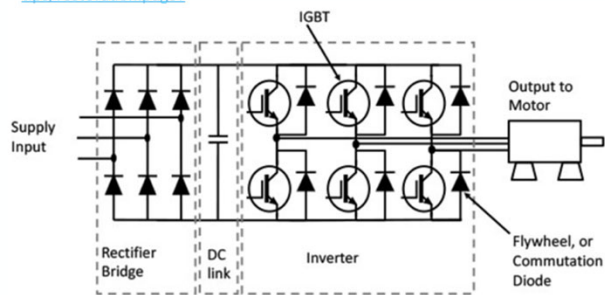 IGBT
Output to
Motor
Supply
Input
Rectifier
Bridge
DC
link
Inverter
Flywheel, or
Commutation
Diode